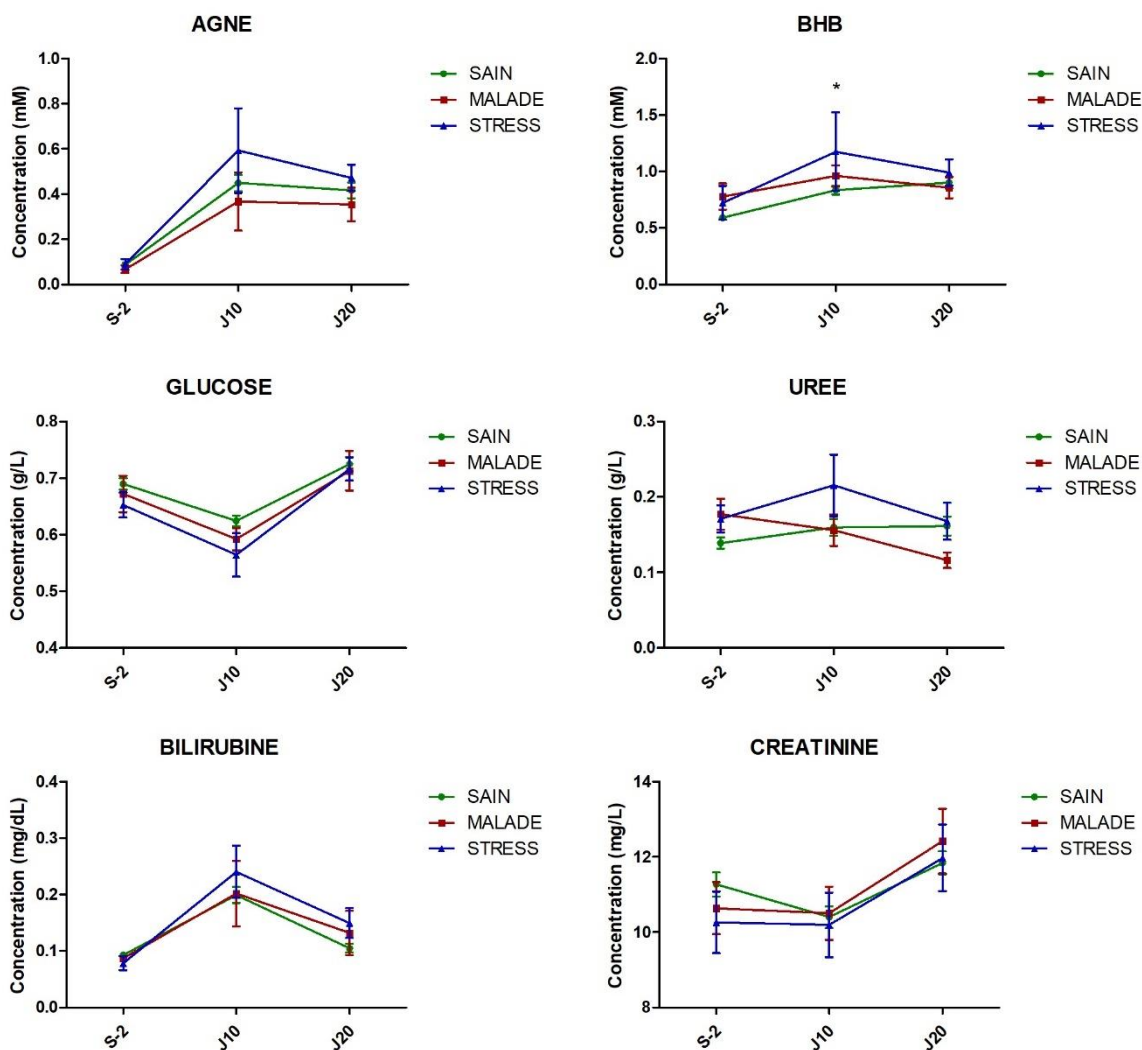 AGNE
Concentration (mM)
1.0
0.8
0.6
0.4
0.2
0.0
S-2
J10
J20
SAIN
MALADE
STRESS
BHB
Concentration (mM)
2.0
1.5
1.0
0.5
0.0
*
S-2
J10
J20
SAIN
MALADE
STRESS
GLUCOSE
Concentration (g/L)
0.8
0.7
0.6
0.5
0.4
S-2
J10
J20
SAIN
MALADE
STRESS
UREE
Concentration (g/L)
0.3
0.2
0.1
0.0
S-2
J10
J20
SAIN
MALADE
STRESS
BILIRUBINE
Concentration (mg/dL)
0.4
0.3
0.2
0.1
0.0
S-2
J10
J20
SAIN
MALADE
STRESS
CREATININE
Concentration (mg/L)
14
12
10
8
S-2
J10
J20
SAIN
MALADE
STRESS